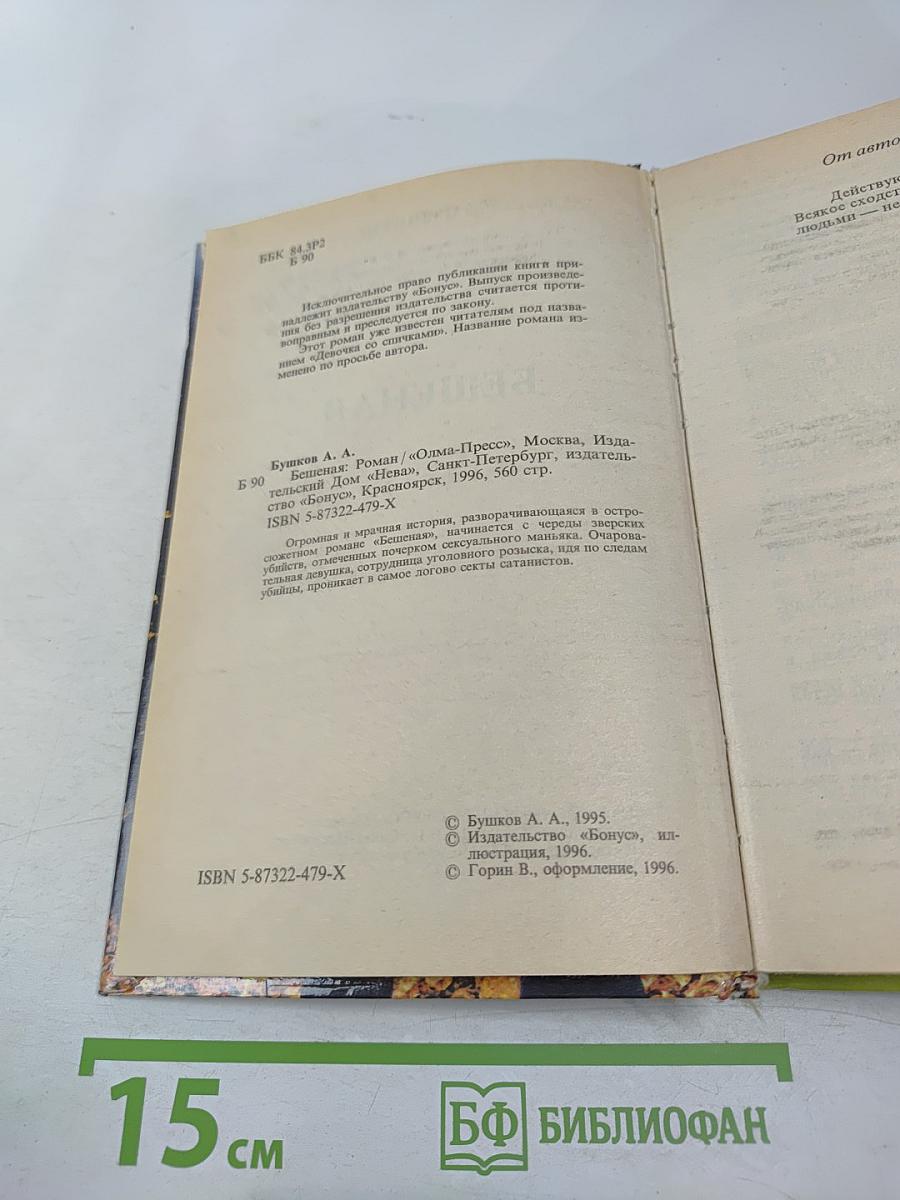 ББК 84.3Р2
Б 90
Исключительное право публикации книги при-
надлежит издательству «Бонус». Выпуск произведе-
ния без разрешения издательства считается проти-
воправным и преследуется по закону.
Этот роман уже известен читателям под назва-
нием «Девочка со спичками». Название романа из-
менено по просьбе автора.
Бушков А. А.
Б 90 Бешеная: Роман/«Олма-Пресс», Москва, Изда-
тельский Дом «Нева», Санкт-Петербург, издатель-
ство «Бонус», Красноярск, 1996, 560 стр.
ISBN 5-87322-479-X
Огромная и мрачная история, разворачивающаяся в остро-
сюжетном романе «Бешеная», начинается с череды зверских
убийств, отмеченных почерком сексуального маньяка. Очарова-
тельная девушка, сотрудница уголовного розыска, идя по следам
убийцы, проникает в самое логово секты сатанистов.
ISBN 5-87322-479-X
© Бушков А. А., 1995.
© Издательство «Бонус», ил-
люстрация, 1996.
© Горин В., оформление, 1996.
От авто
Действую
Всякое сходст
людьми — не
15 см
БФ БИБЛИОФАН